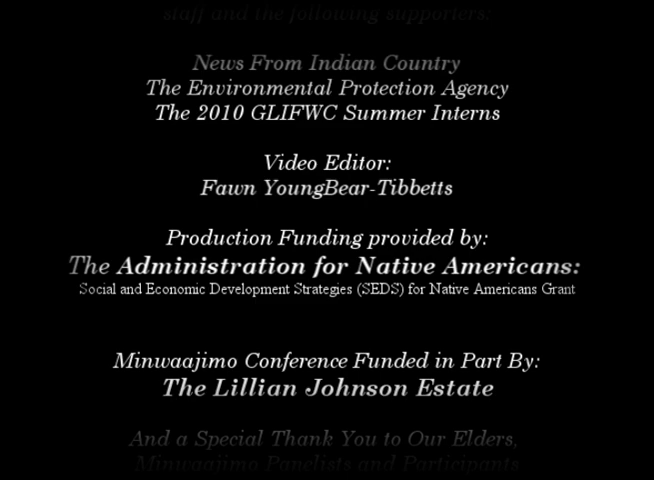 staff and the following supporters:
News From Indian Country
The Environmental Protection Agency
The 2010 GLIFWC Summer Interns
Video Editor:
Fawn YoungBear-Tibbetts
Production Funding provided by:
The Administration for Native Americans:
Social and Economic Development Strategies (SEDS) for Native Americans Grant
Minwaajimo Conference Funded in Part By:
The Lillian Johnson Estate
And a Special Thank You to Our Elders,
Minwaajimo Panelists and Participants